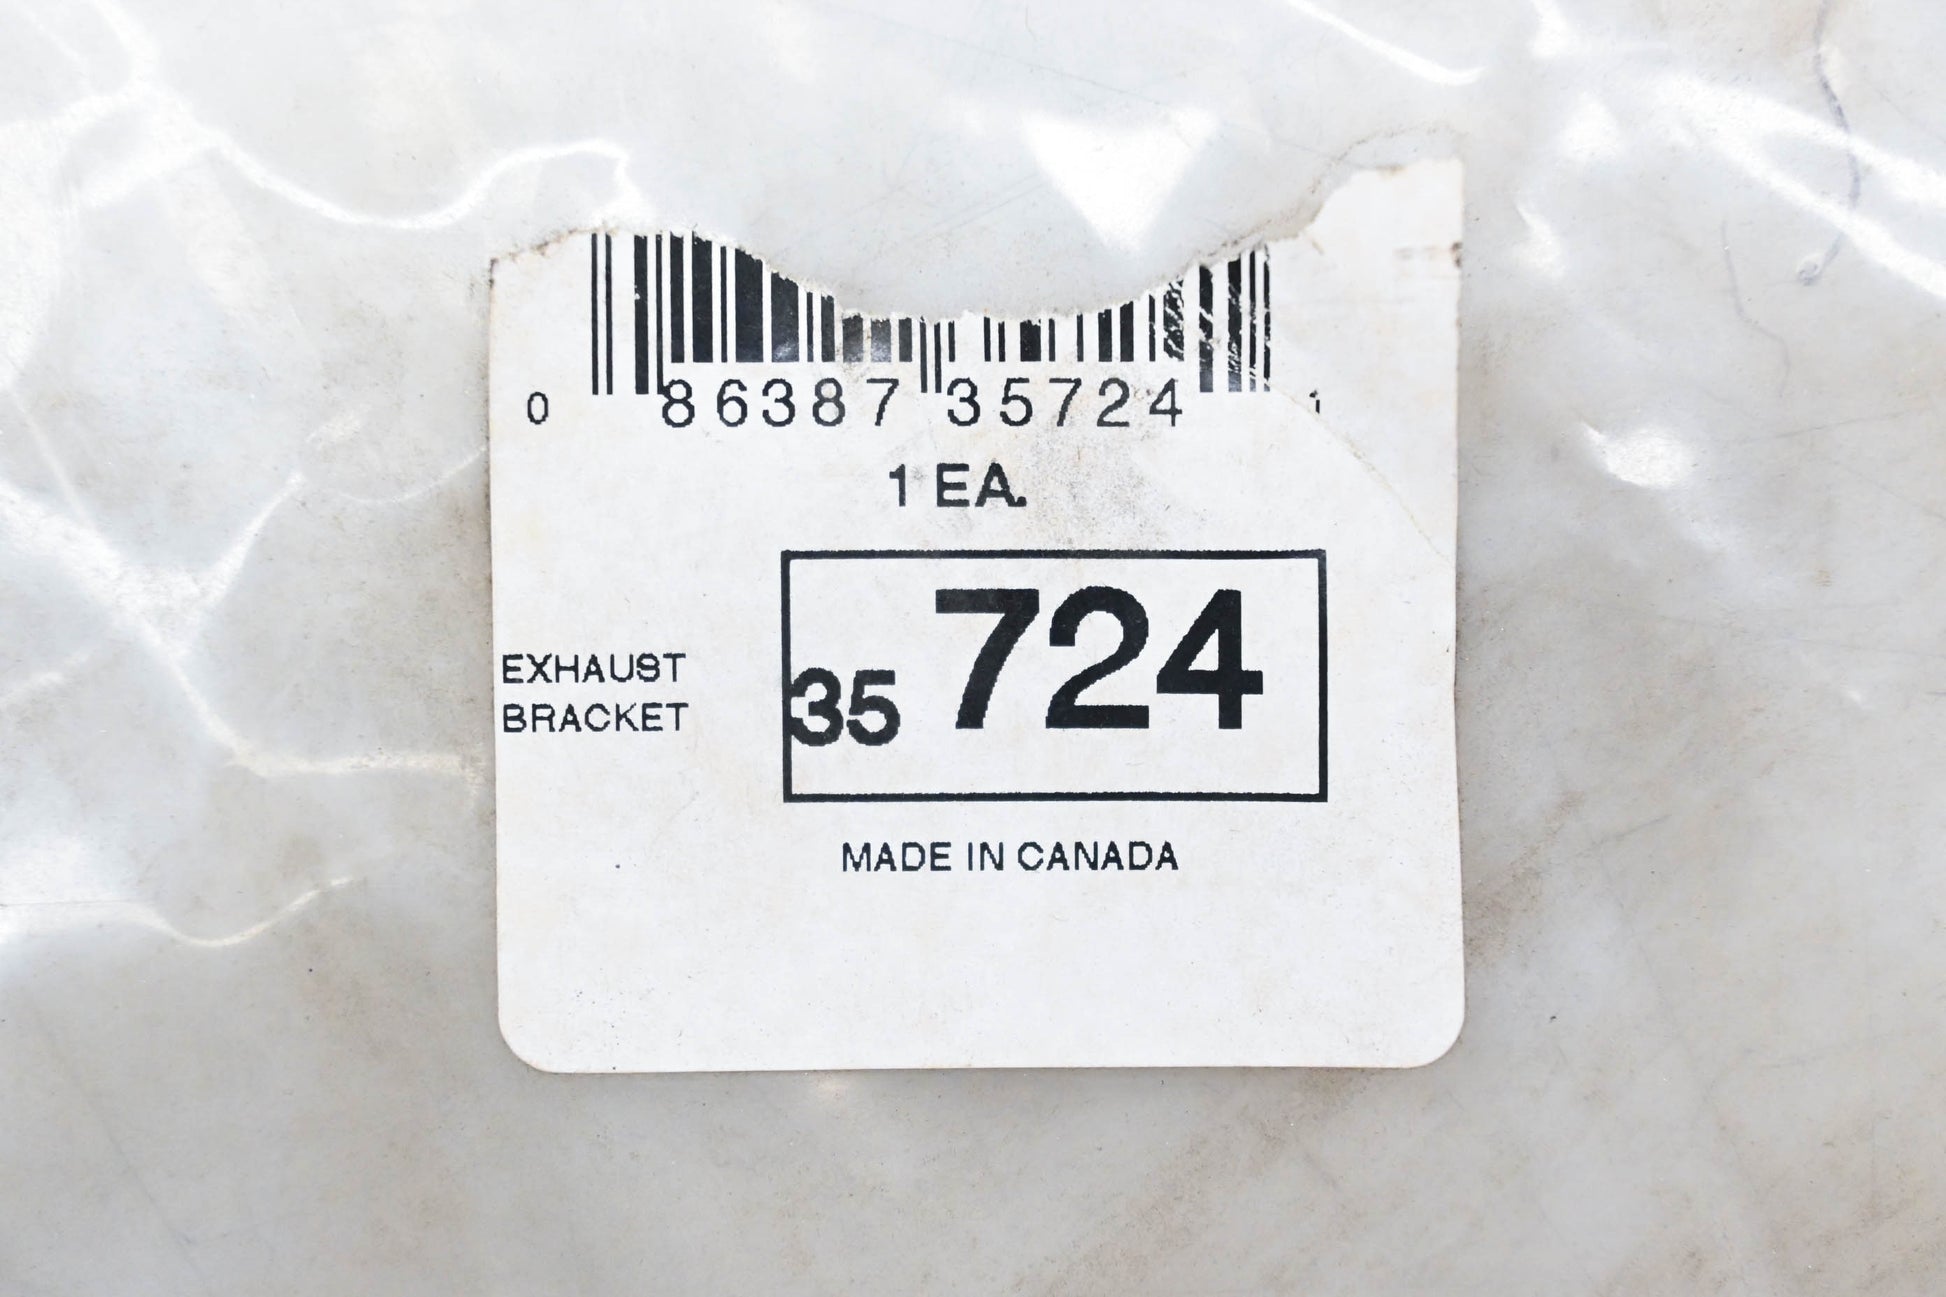 0 86387 35724 1
1 EA.
EXHAUST
BRACKET
35 724
MADE IN CANADA